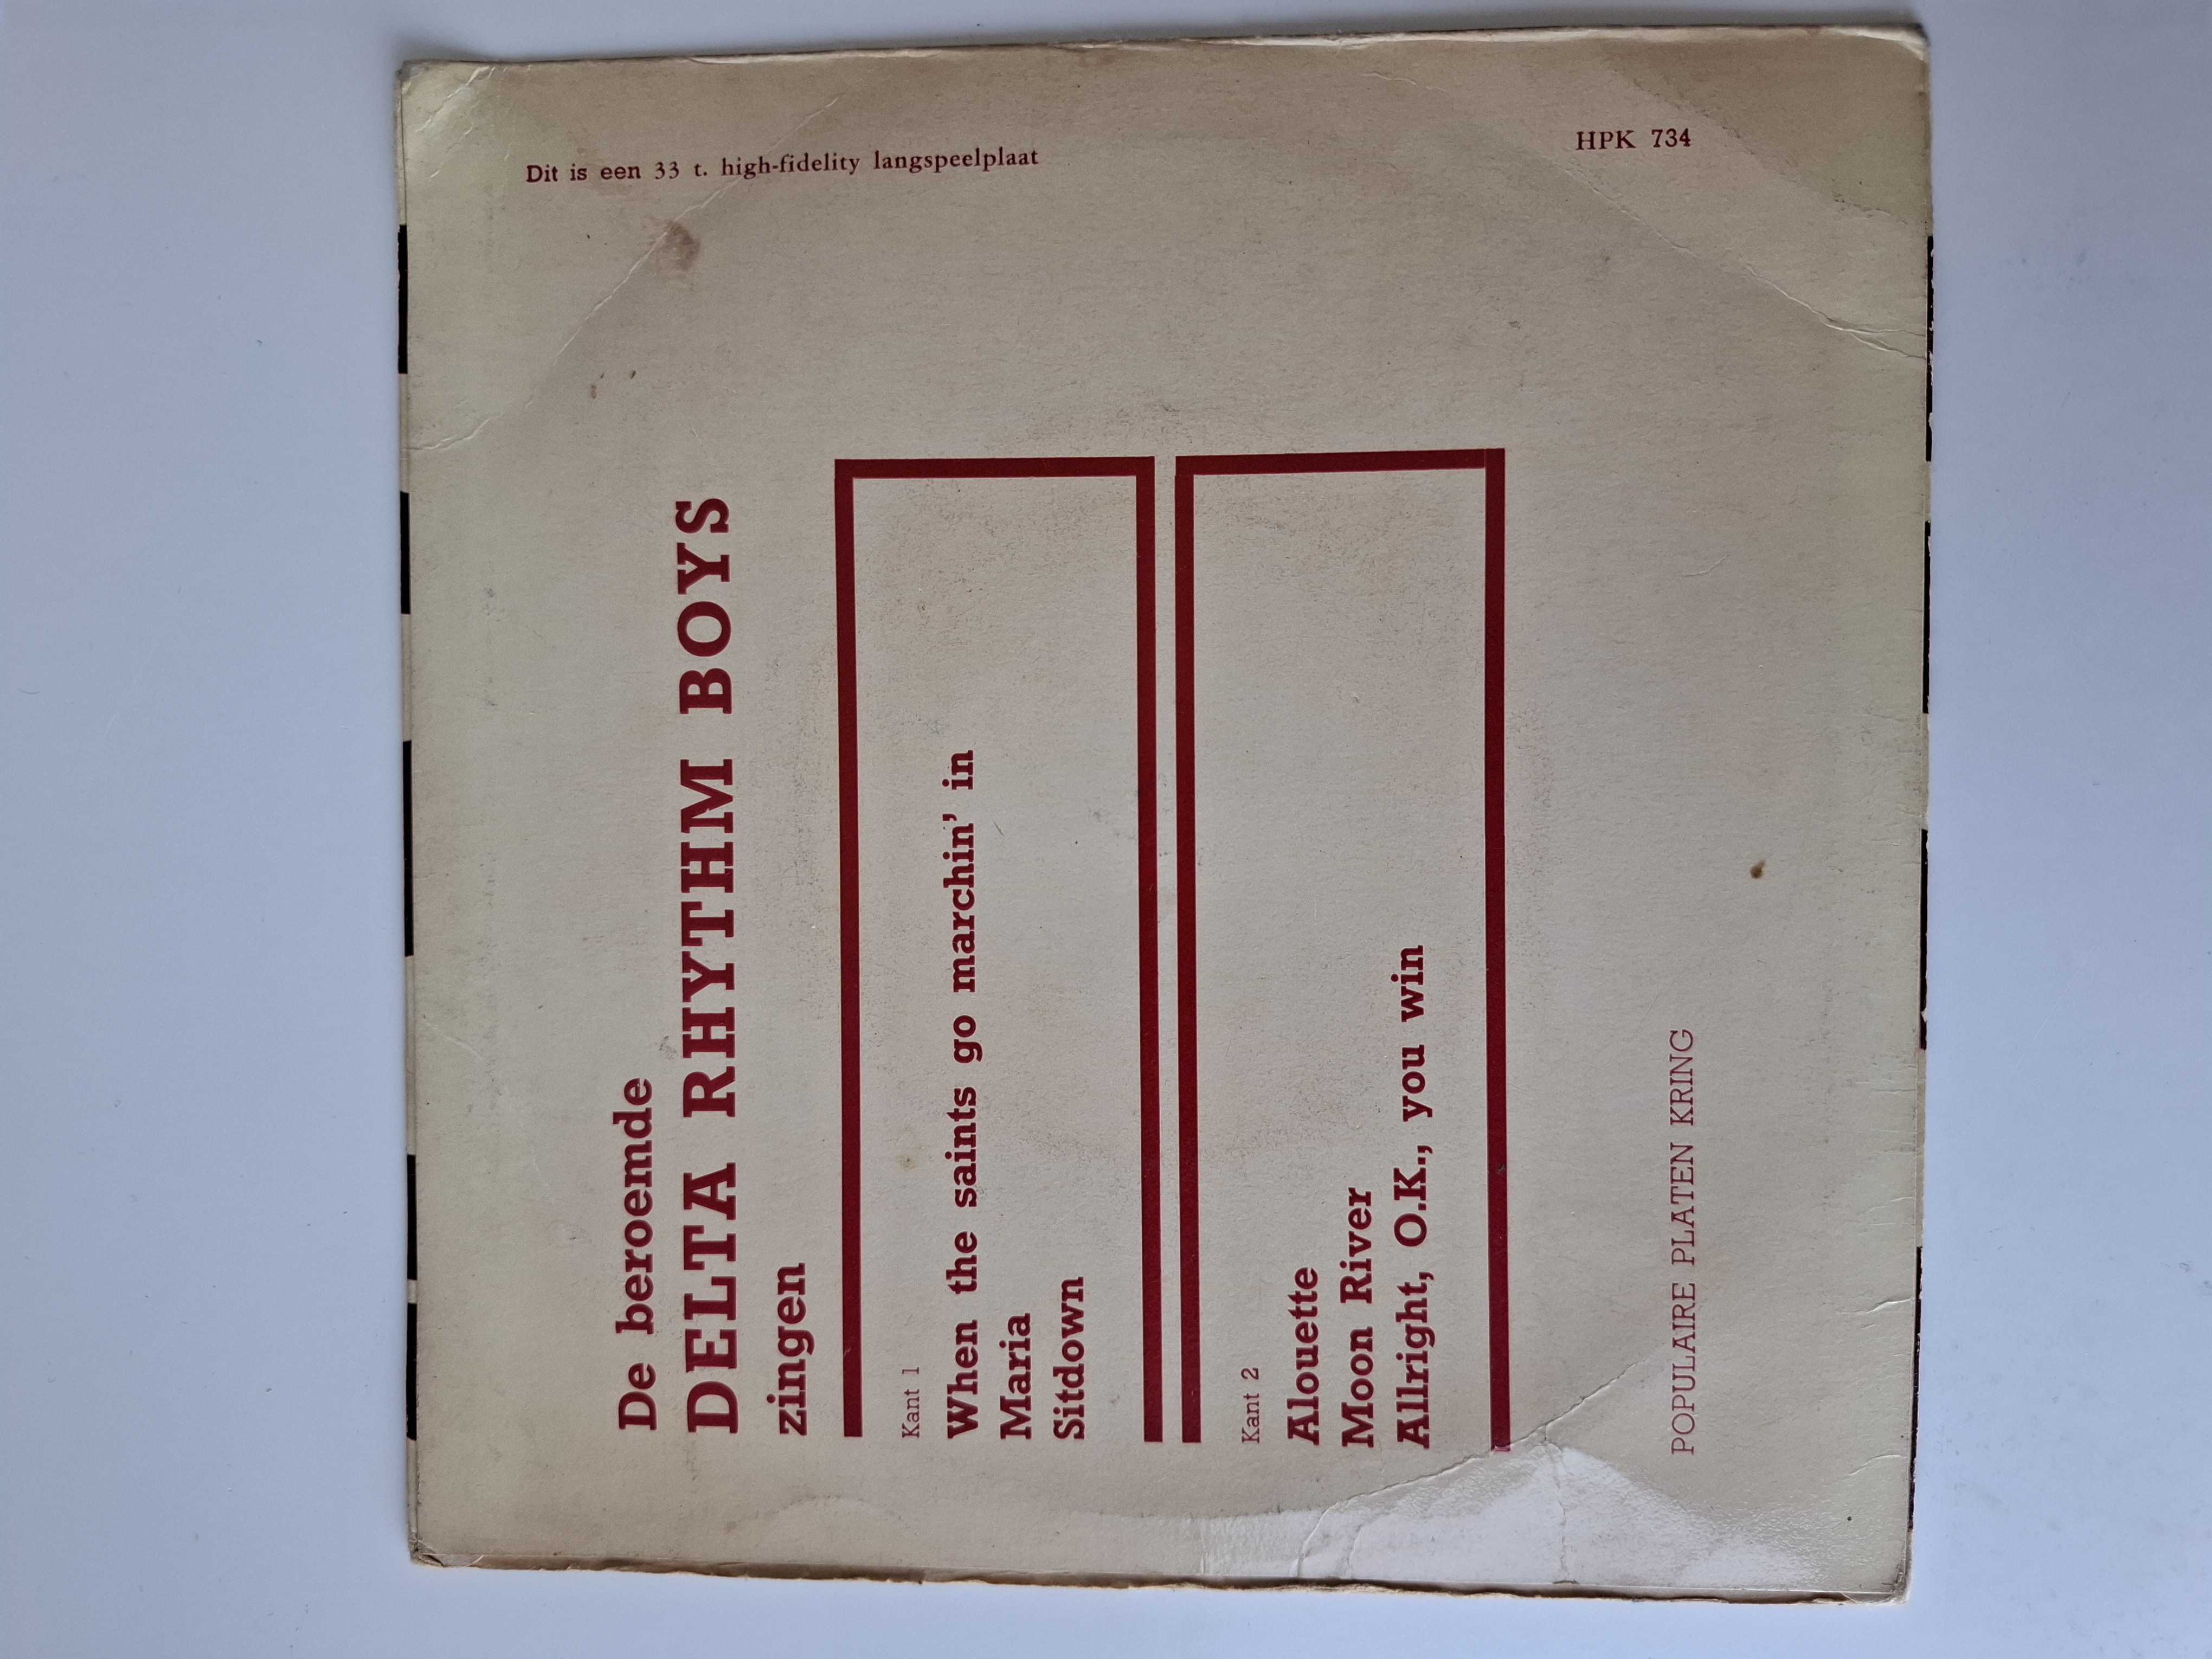 Dit is een 33 t. high-fidelity langspeelplaat
HPK 734
De beroemde
DELTA RHYTHM BOYS
zingen
Kant 1
When the saints go marchin' in
Maria
Sitdown
Kant 2
Alouette
Moon River
Allright, O.K., you win
POPULAIRE PLATEN KRING